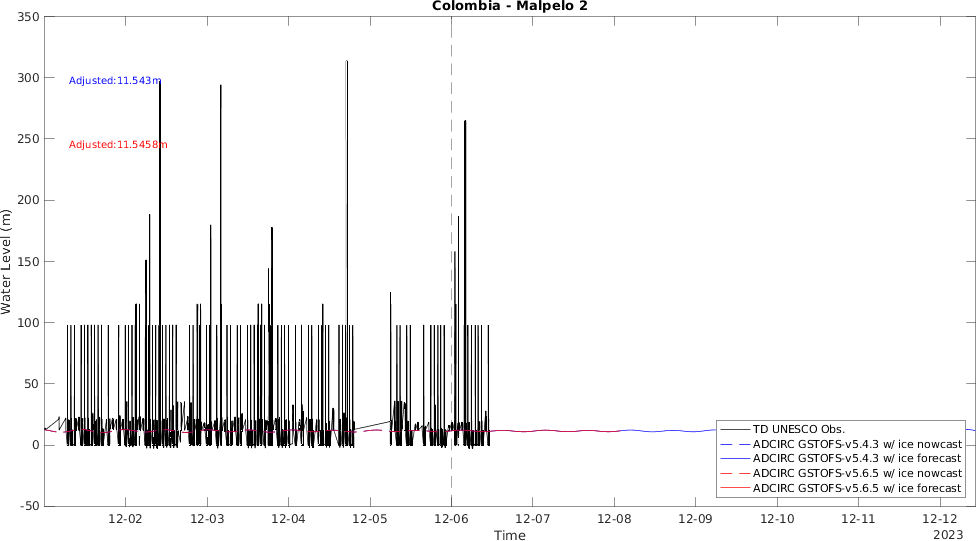 Colombia - Malpelo 2
350
300
250
200
150
100
50
0
-50
Water Level (m)
Adjusted:11.543m
Adjusted:11.5458m
TD UNESCO Obs.
ADCIRC GSTOFS-v5.4.3 w/ ice nowcast
ADCIRC GSTOFS-v5.4.3 w/ ice forecast
ADCIRC GSTOFS-v5.6.5 w/ ice nowcast
ADCIRC GSTOFS-v5.6.5 w/ ice forecast
12-02 12-03 12-04 12-05 12-06 12-07 12-08 12-09 12-10 12-11 12-12
Time
2023